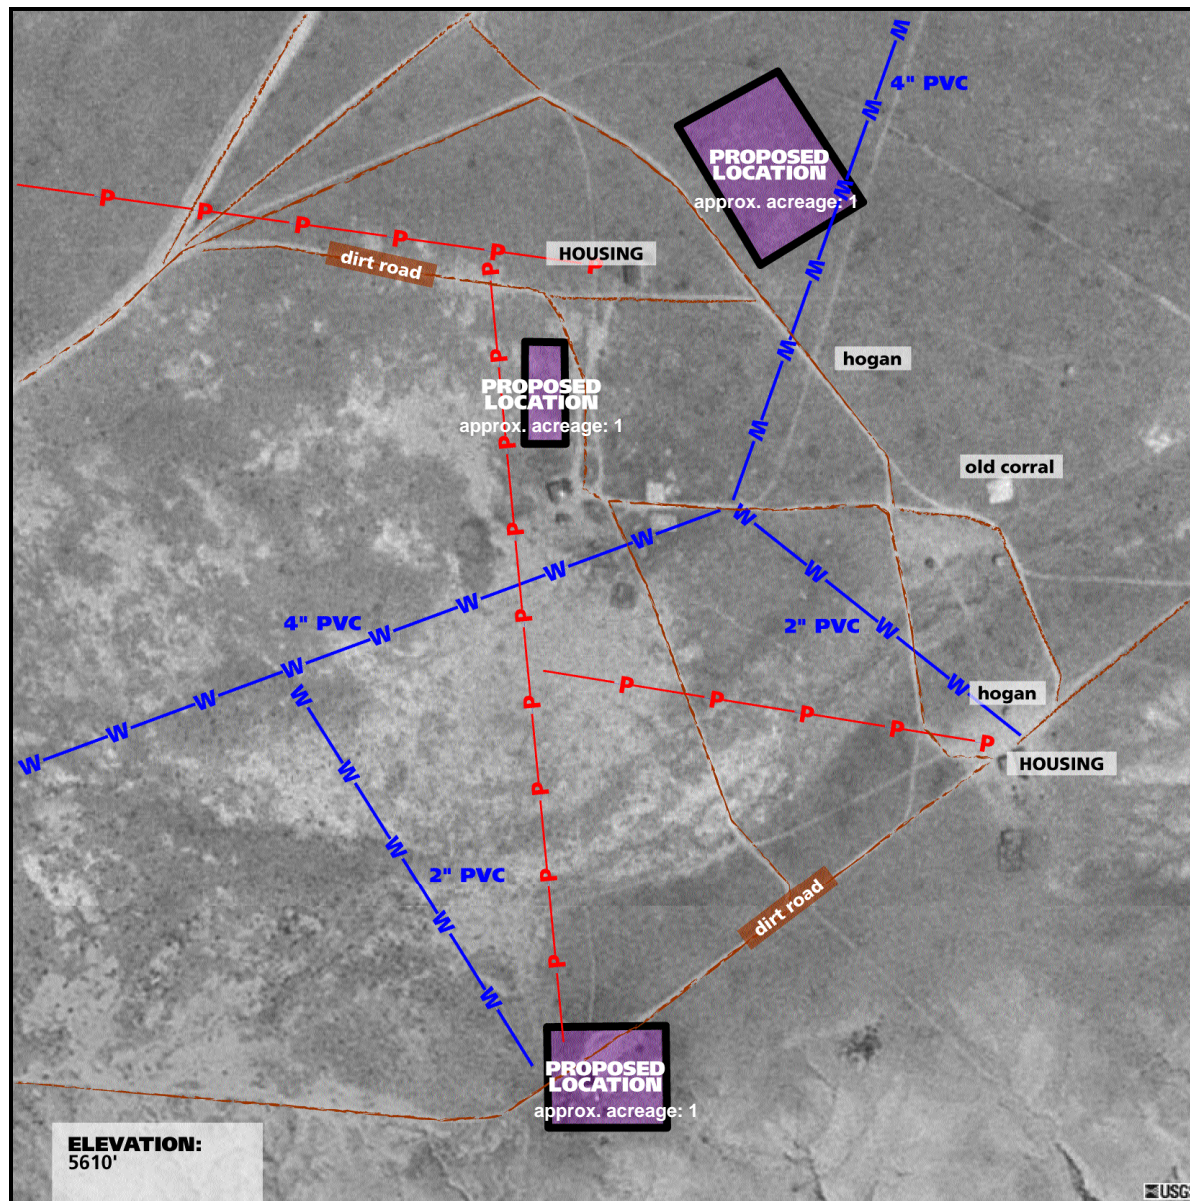 W
4" PVC
W
PROPOSED
LOCATION
approx. acreage: 1
W
P
P
P
P
P
HOUSING
P
dirt road
P
W
P
W
hogan
PROPOSED
LOCATION
approx. acreage: 1
P
W
old corral
P
W
W
W
W
W
P
4" PVC
2" PVC
W
W
W
W
W
W
W
W
P
P
P
P
P
P
W
hogan
HOUSING
W
P
W
2" PVC
P
W
dirt road
P
W
PROPOSED
LOCATION
approx. acreage: 1
ELEVATION:
5610'
USGS